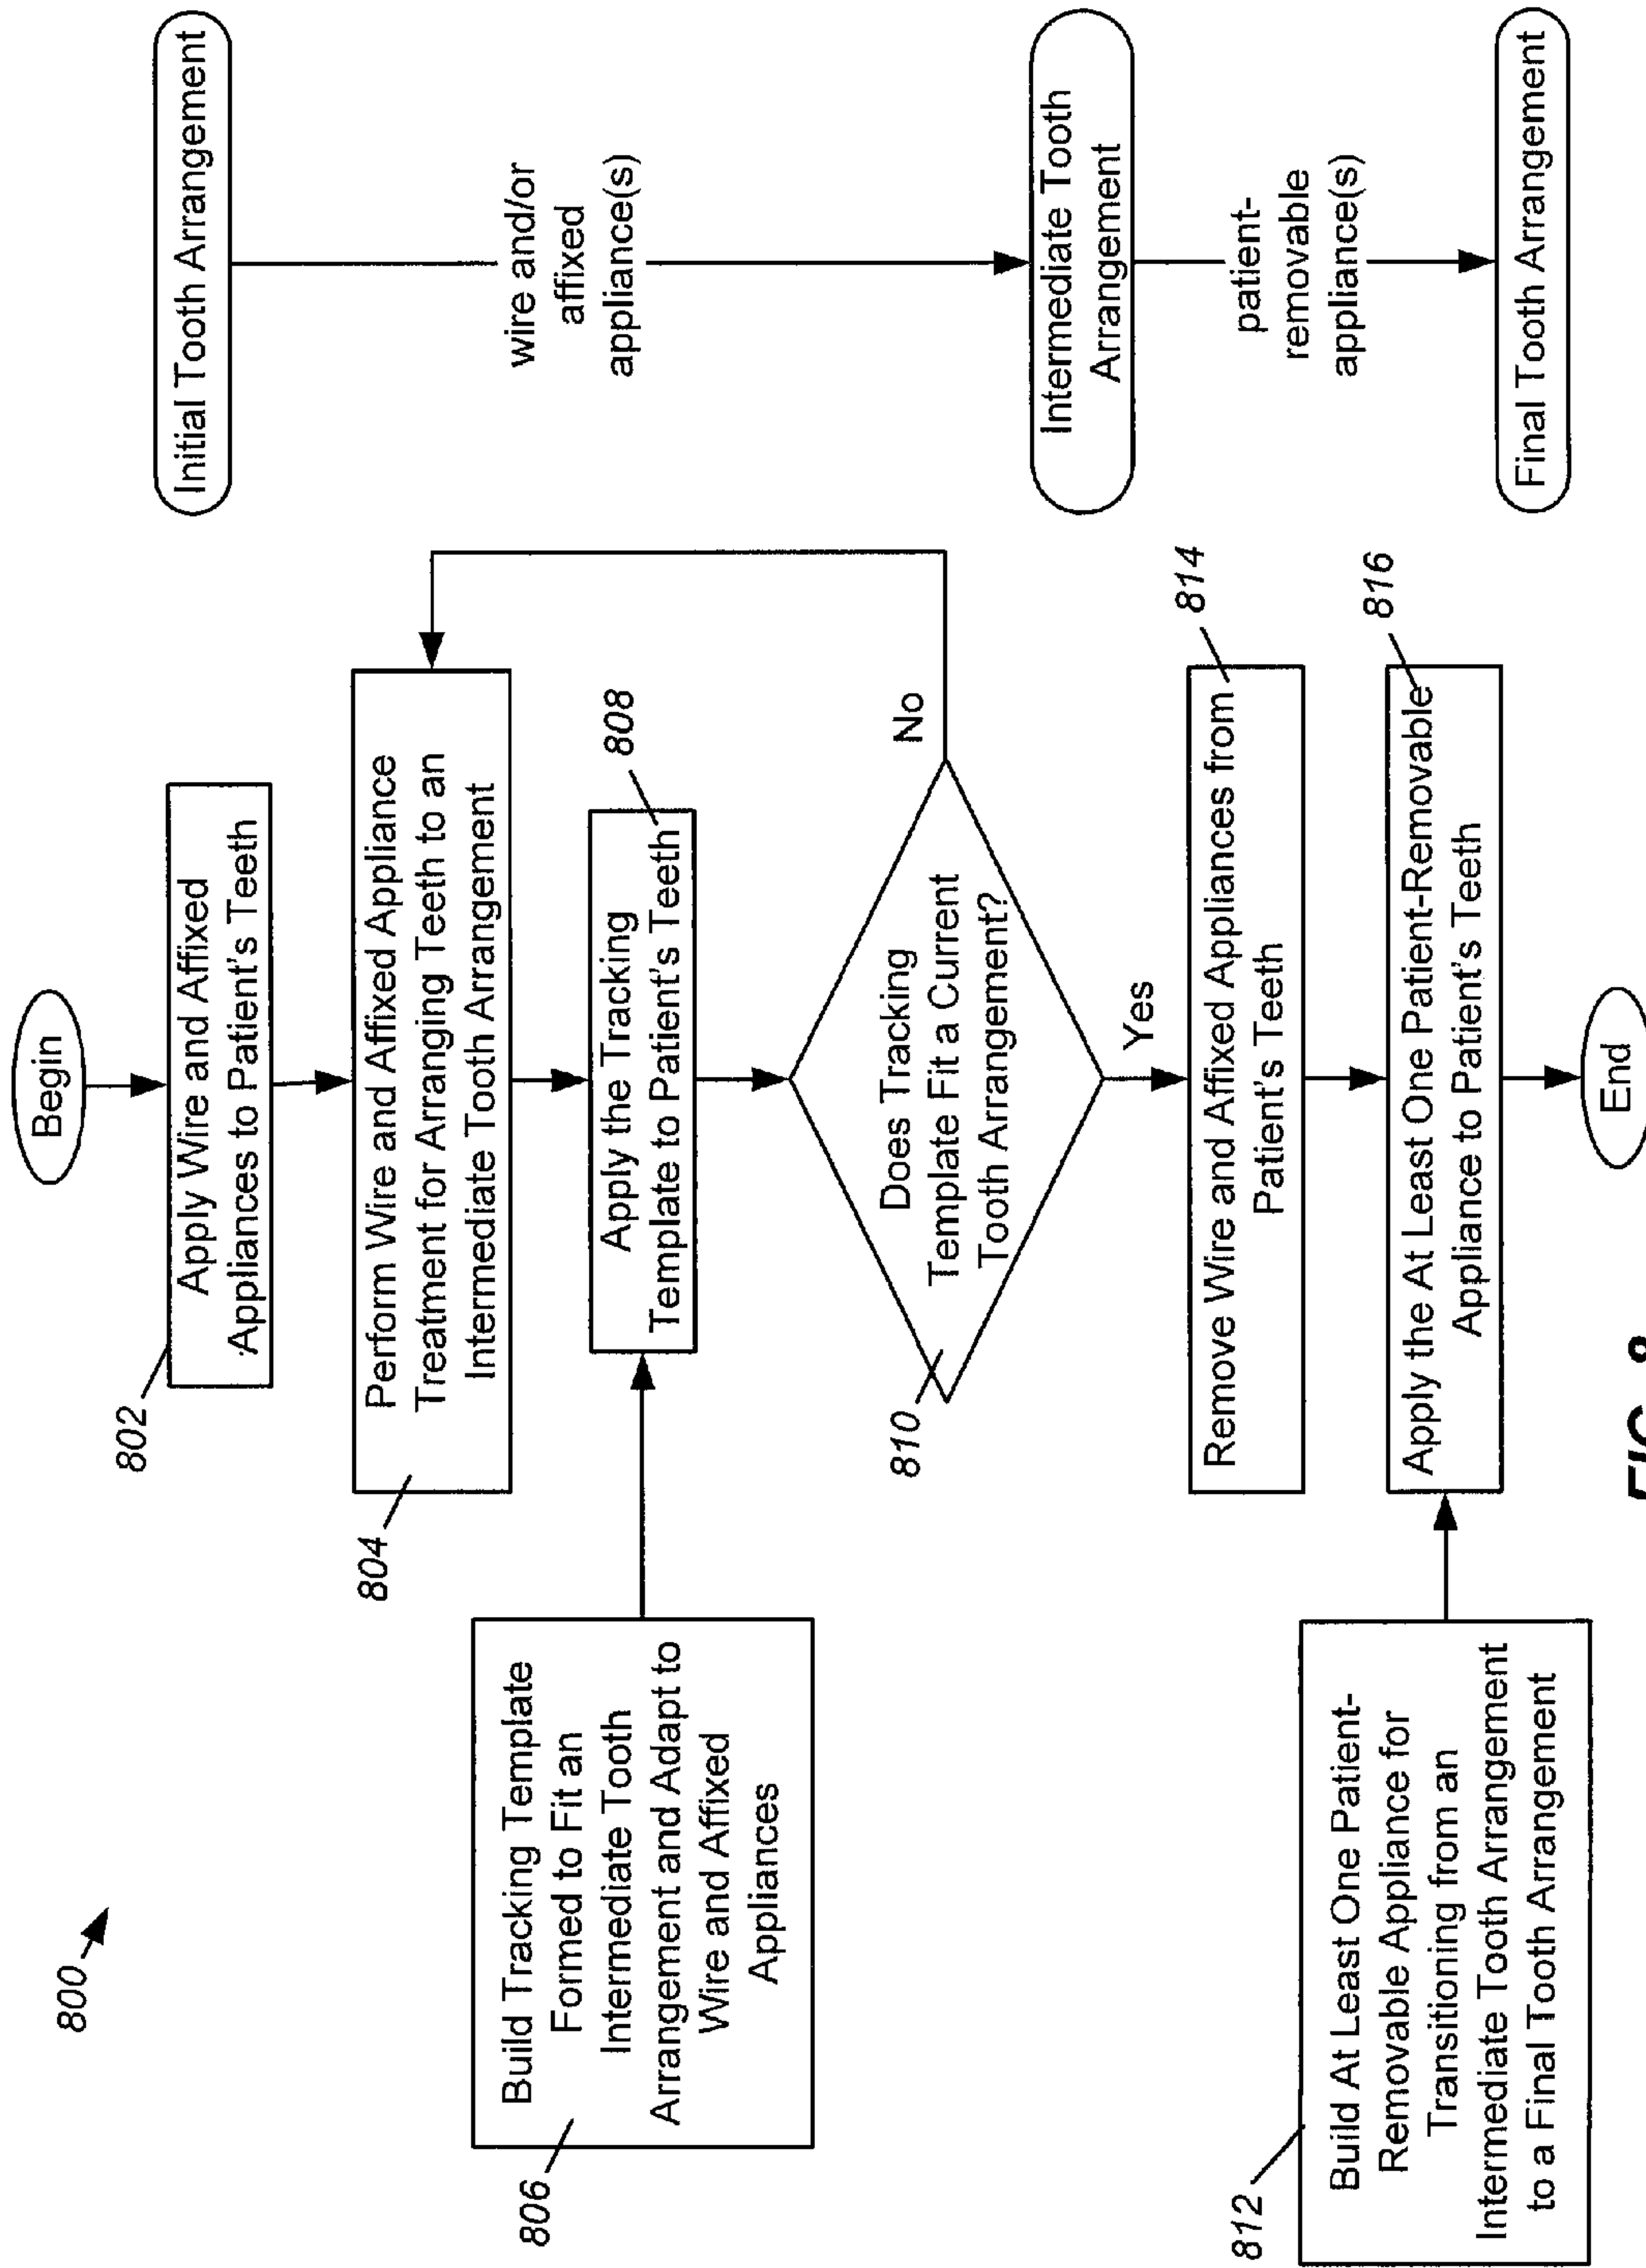 800
Begin
802
Apply Wire and Affixed
Appliances to Patient's Teeth
804
Perform Wire and Affixed Appliance
Treatment for Arranging Teeth to an
Intermediate Tooth Arrangement
806
Build Tracking Template
Formed to Fit an
Intermediate Tooth
Arrangement and Adapt to
Wire and Affixed
Appliances
808
Apply the Tracking
Template to Patient's Teeth
810
Does Tracking
Template Fit a Current
Tooth Arrangement?
No
Yes
814
Remove Wire and Affixed Appliances from
Patient's Teeth
812
Build At Least One Patient-
Removable Appliance for
Transitioning from an
Intermediate Tooth Arrangement
to a Final Tooth Arrangement
816
Apply the At Least One Patient-Removable
Appliance to Patient's Teeth
End
Initial Tooth Arrangement
wire and/or
affixed
appliance(s)
Intermediate Tooth
Arrangement
patient-
removable
appliance(s)
Final Tooth Arrangement
FIG. 8